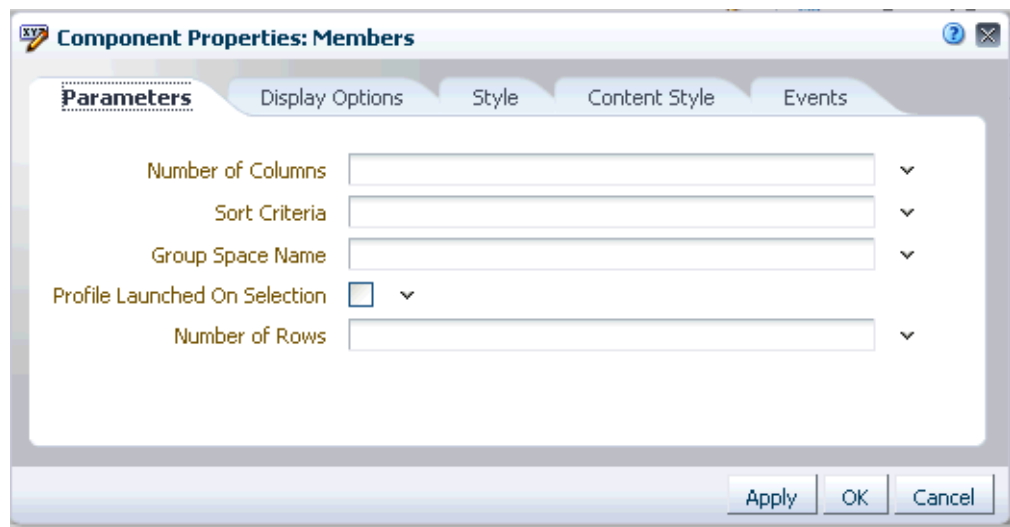 Component Properties: Members
Parameters Display Options Style Content Style Events
Number of Columns
Sort Criteria
Group Space Name
Profile Launched On Selection
Number of Rows
Apply OK Cancel